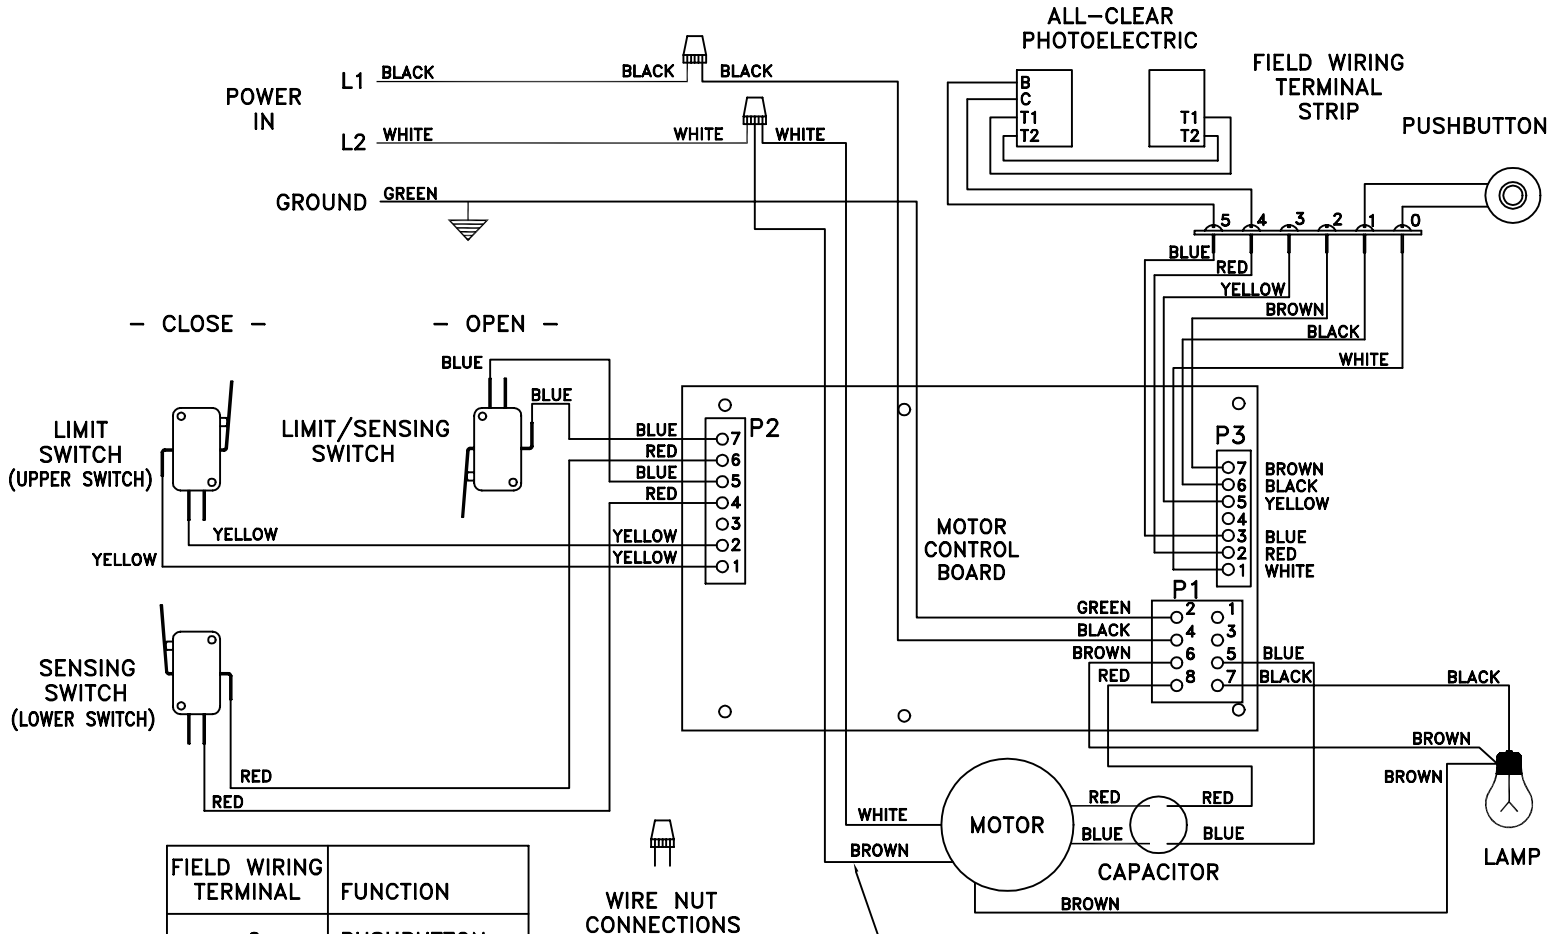 ALL-CLEAR
PHOTOELECTRIC
FIELD WIRING
TERMINAL
STRIP
PUSHBUTTON
POWER
IN
L1 BLACK BLACK BLACK
L2 WHITE WHITE WHITE
GROUND GREEN
B
C
T1
T2
T1
T2
5 4 3 2 1 0
BLUE
RED
YELLOW
BROWN
BLACK
WHITE
- CLOSE -
- OPEN -
BLUE
BLUE
LIMIT
SWITCH
(UPPER SWITCH)
LIMIT/SENSING
SWITCH
YELLOW
YELLOW
P2
BLUE 7
RED 6
BLUE 5
RED 4
3
YELLOW 2
YELLOW 1
MOTOR
CONTROL
BOARD
P3
7 BROWN
6 BLACK
5 YELLOW
4
3 BLUE
2 RED
1 WHITE
P1
GREEN 2 1
BLACK 4 3
BROWN 6 5 BLUE
RED 8 7 BLACK BLACK
SENSING
SWITCH
(LOWER SWITCH)
RED
RED
BROWN
BROWN
WHITE
BROWN
MOTOR
RED RED
BLUE BLUE
CAPACITOR
LAMP
BROWN
WIRE NUT
CONNECTIONS
FIELD WIRING
TERMINAL
FUNCTION